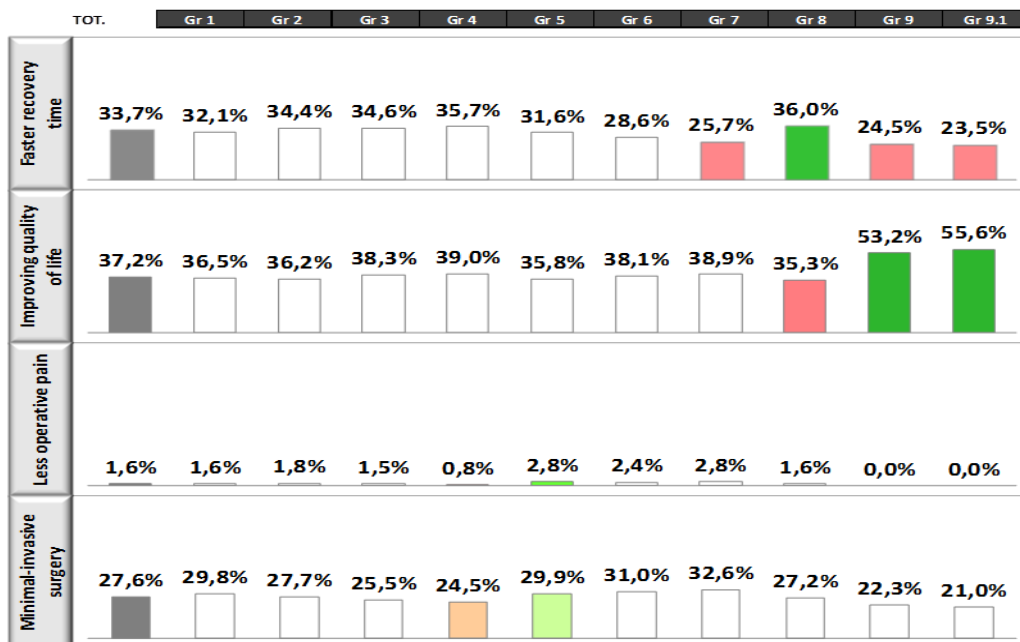 TOT. Gr 1 Gr 2 Gr 3 Gr 4 Gr 5 Gr 6 Gr 7 Gr 8 Gr 9 Gr 9.1
Faster recovery
time
33,7% 32,1% 34,4% 34,6% 35,7% 31,6% 28,6% 25,7% 36,0% 24,5% 23,5%
Improving quality
of life
37,2% 36,5% 36,2% 38,3% 39,0% 35,8% 38,1% 38,9% 35,3% 53,2% 55,6%
Less operative pain
1,6% 1,6% 1,8% 1,5% 0,8% 2,8% 2,4% 2,8% 1,6% 0,0% 0,0%
Minimal-invasive
surgery
27,6% 29,8% 27,7% 25,5% 24,5% 29,9% 31,0% 32,6% 27,2% 22,3% 21,0%